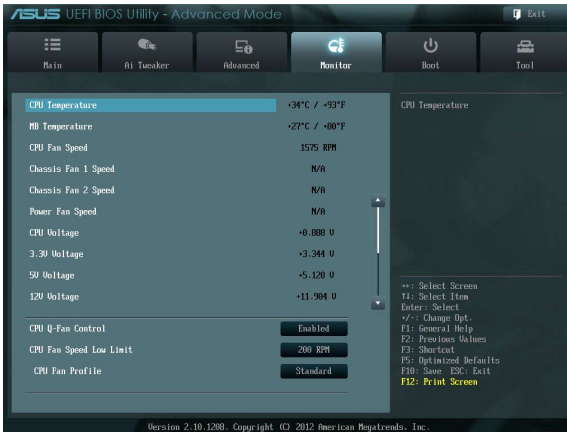 ASUS UEFI BIOS Utility - Advanced Mode
Exit
Main
Ai Tweaker
Advanced
Monitor
Boot
Tool
CPU Temperature +34°C / +93°F
CPU Temperature
MB Temperature +27°C / +80°F
CPU Fan Speed 1575 RPM
Chassis Fan 1 Speed N/A
Chassis Fan 2 Speed N/A
Power Fan Speed N/A
CPU Voltage +0.888 V
3.3V Voltage +3.344 V
5V Voltage +5.120 V
12V Voltage +11.904 V
CPU Q-Fan Control Enabled
CPU Fan Speed Low Limit 200 RPM
CPU Fan Profile Standard
→←: Select Screen
↑↓: Select Item
Enter: Select
+/-: Change Opt.
F1: General Help
F2: Previous Values
F3: Shortcut
F5: Optimized Defaults
F10: Save ESC: Exit
F12: Print Screen
Version 2.10.1208. Copyright (C) 2012 American Megatrends, Inc.